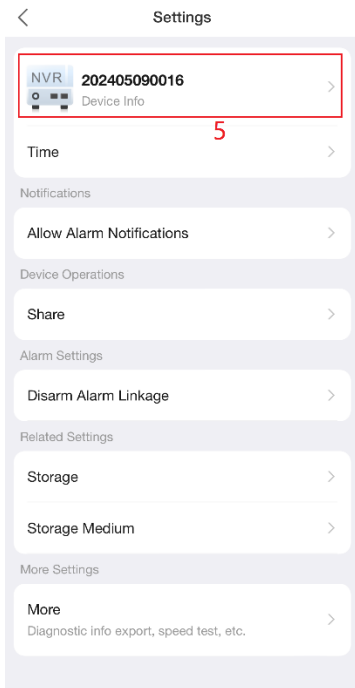 Settings
NVR
202405090016
Device Info
5
Time
Notifications
Allow Alarm Notifications
Device Operations
Share
Alarm Settings
Disarm Alarm Linkage
Related Settings
Storage
Storage Medium
More Settings
More
Diagnostic info export, speed test, etc.